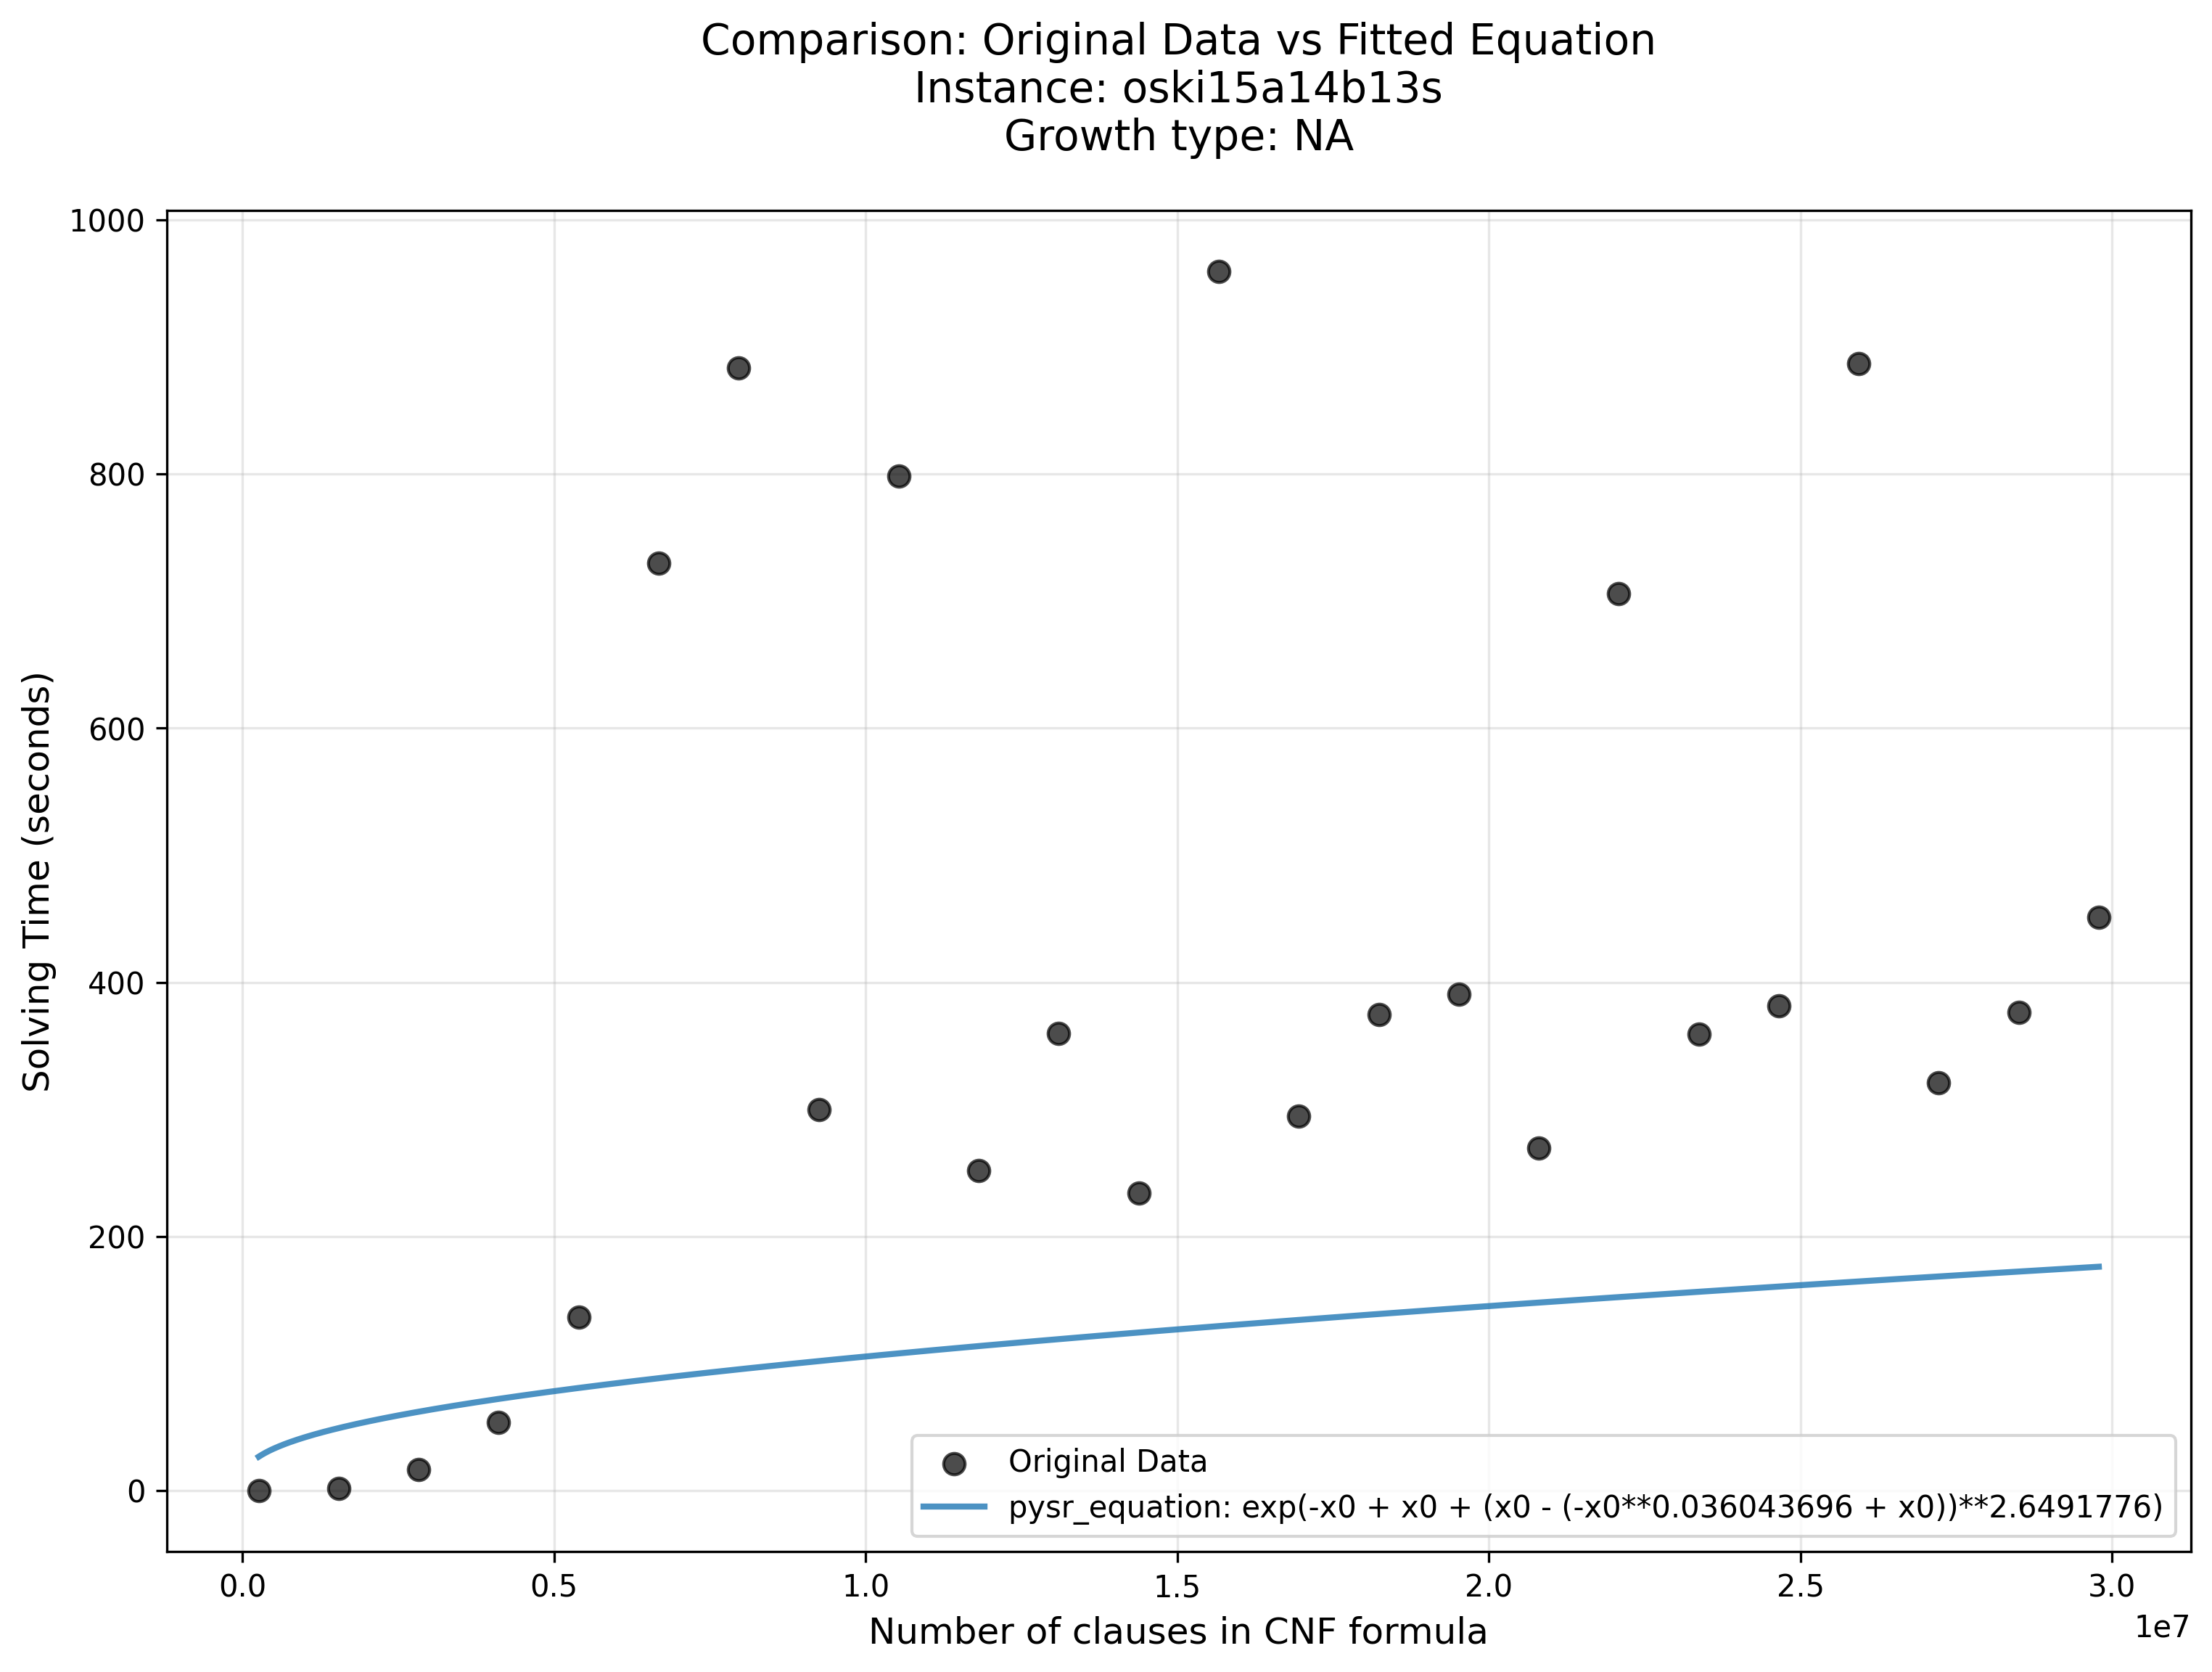 Comparison: Original Data vs Fitted Equation
Instance: oski15a14b13s
Growth type: NA
1000
800
600
400
200
0
Solving Time (seconds)
Original Data
pysr_equation: exp(-x0 + x0 + (x0 - (-x0**0.036043696 + x0))**2.6491776)
0.0 0.5 1.0 1.5 2.0 2.5 3.0
1e7
Number of clauses in CNF formula